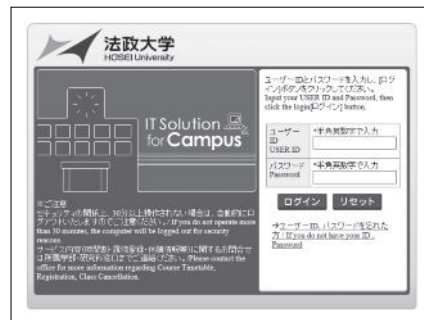 法政大学
HOSEI University
IT Solution
for Campus
ユーザーIDとパスワードを入力し、[ログ
イン]ボタンをクリックしてください。
Input your USER ID and Password, then
click the login[ログイン] button.
ユーザー
ID
USER ID
*半角英数字で入力
パスワード
Password
*半角英数字で入力
ログイン リセット
→ユーザーID、パスワードを忘れた
方 / If you do not have your ID,
Password
※ご注意
セキュリティの関係上、30分以上操作されない場合は、自動的にロ
グアウトいたしますのでご注意ください。/ If you do not operate more
than 30 minutes, the computer will be logged out for security
reasons
サービス内容(時間割・履修登録・休講情報等)に関するお問合せ
は所属学部・研究科窓口までご連絡ください。/Please contact the
office for more information regarding Course Timetable,
Registration, Class Cancellation.